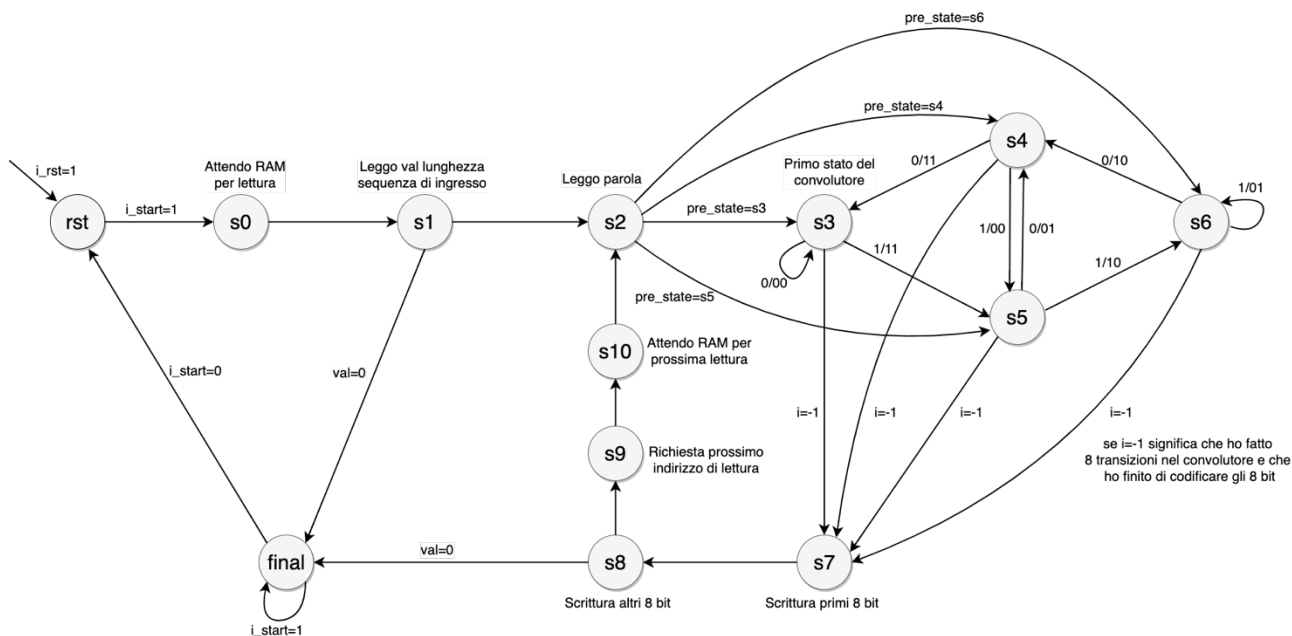 pre_state=s6
pre_state=s4
s4
Attendo RAM
per lettura
Leggo val lunghezza
sequenza di ingresso
Leggo parola
Primo stato del
convolutore
0/11
0/10
1/01
i_rst=1
rst
i_start=1
s0
s1
s2
pre_state=s3
s3
s6
1/00
0/01
1/11
0/00
1/10
pre_state=s5
s5
s10
Attendo RAM per
prossima lettura
i_start=0
val=0
i=-1
i=-1
i=-1
i=-1
s9
Richiesta prossimo
indirizzo di lettura
se i=-1 significa che ho fatto
8 transizioni nel convolutore e che
ho finito di codificare gli 8 bit
final
val=0
s8
s7
Scrittura altri 8 bit
Scrittura primi 8 bit
i_start=1